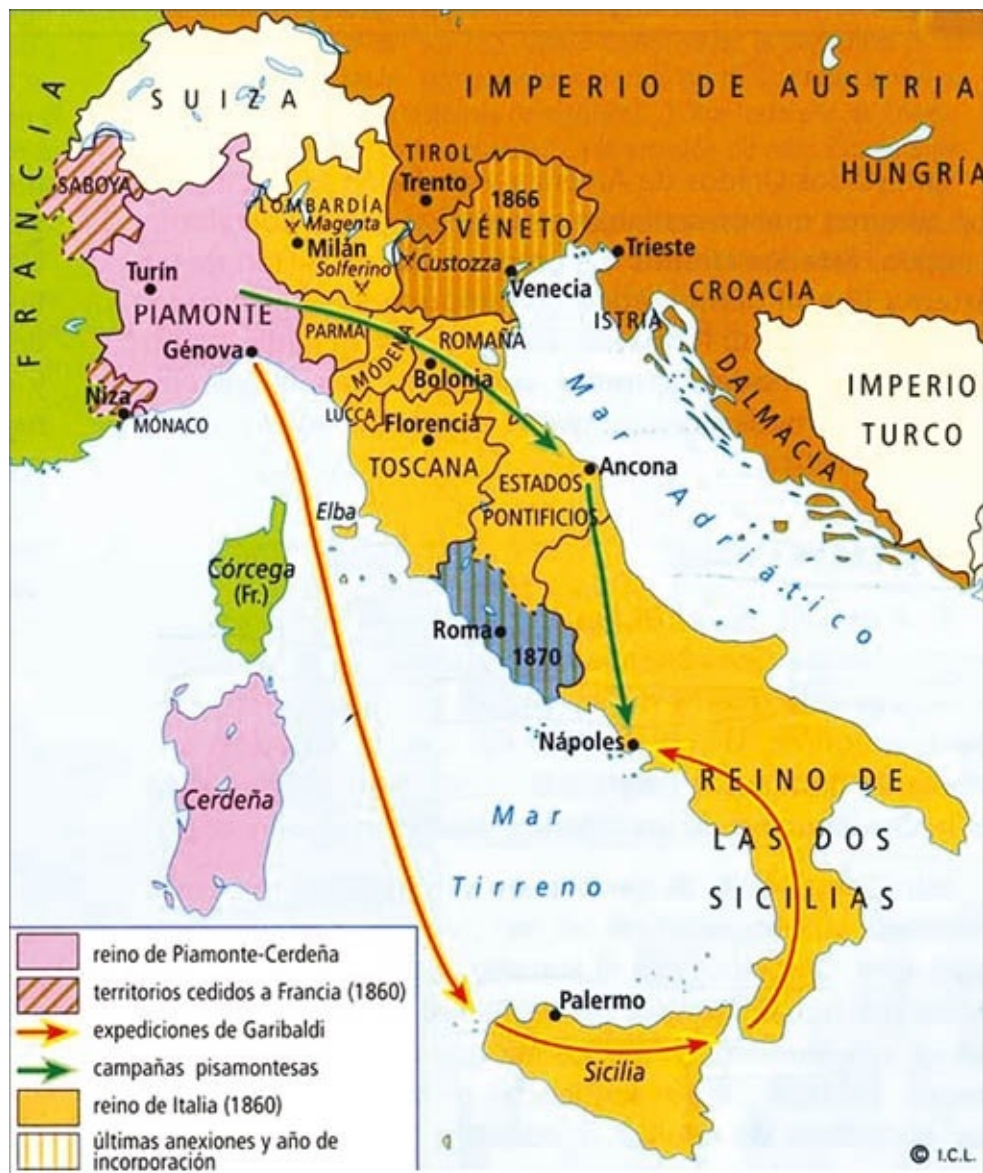 FRANCIA
SUIZA
IMPERIO DE AUSTRIA
HUNGRÍA
SABOYA
TIROL
Trento
1866
VÉNETO
LOMBARDÍA
Magenta
Milán
Solferino
Custozza
Trieste
Venecia
CROACIA
ISTRIA
Turín
PIAMONTE
Génova
PARMA
MÓDENA
ROMAÑA
Bolonia
DALMACIA
IMPERIO
TURCO
Niza
MÓNACO
LUCCA
Florencia
TOSCANA
Mar Adriático
Ancona
ESTADOS
PONTIFICIOS
Elba
Córcega
(Fr.)
Roma
1870
Nápoles
Cerdeña
REINO DE
LAS DOS
SICILIAS
Mar
Tirreno
Palermo
Sicilia
reino de Piamonte-Cerdeña
territorios cedidos a Francia (1860)
expediciones de Garibaldi
campañas pisamontesas
reino de Italia (1860)
últimas anexiones y año de
incorporación
© I.C.L.